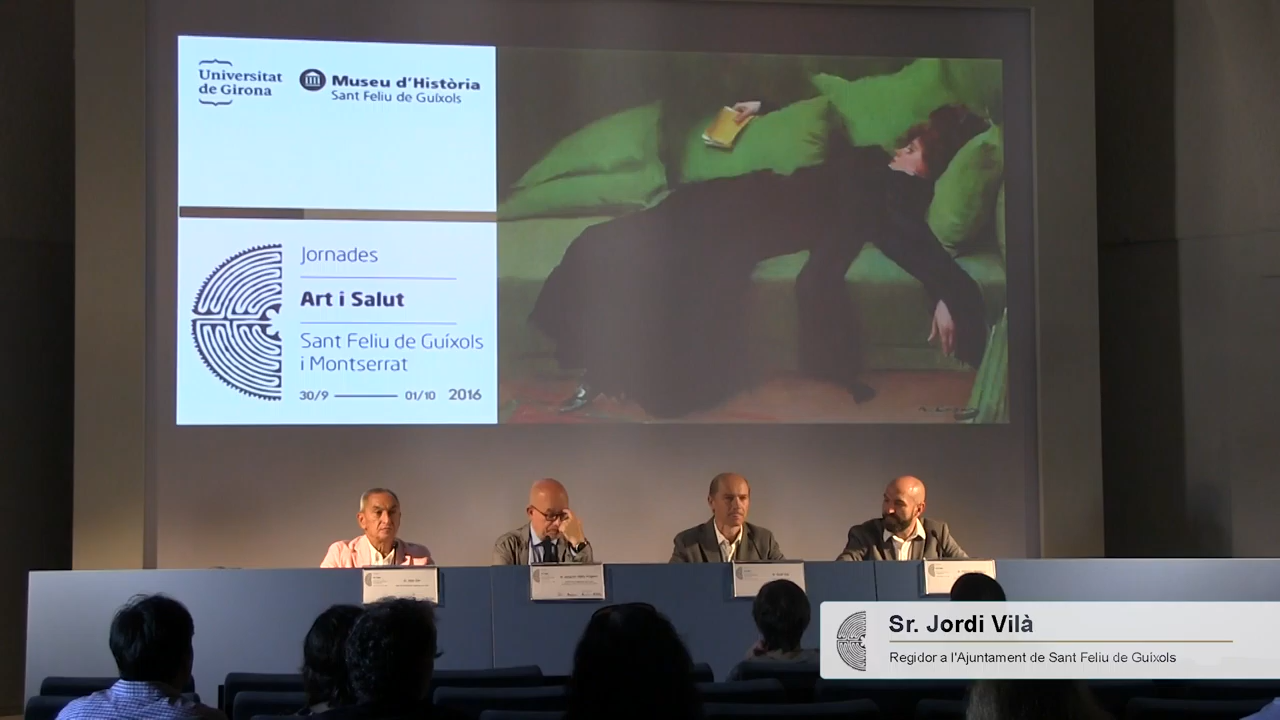 Universitat
de Girona
Museu d'Història
Sant Feliu de Guíxols
Jornades
Art i Salut
Sant Feliu de Guíxols
i Montserrat
30/9 01/10 2016
Sr. Jordi Vilà
Regidor a l'Ajuntament de Sant Feliu de Guíxols